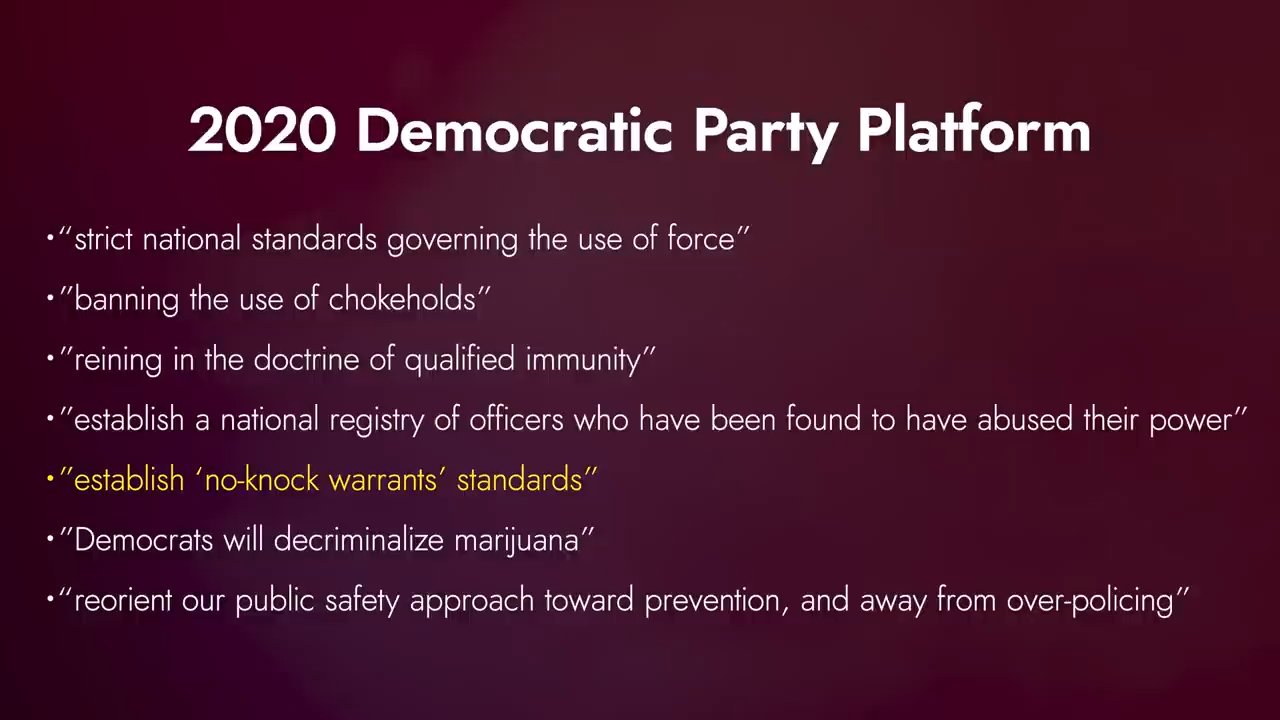 2020 Democratic Party Platform
•“strict national standards governing the use of force”
•”banning the use of chokeholds”
•”reining in the doctrine of qualified immunity”
•”establish a national registry of officers who have been found to have abused their power”
•”establish ‘no-knock warrants’ standards”
•”Democrats will decriminalize marijuana”
•“reorient our public safety approach toward prevention, and away from over-policing”